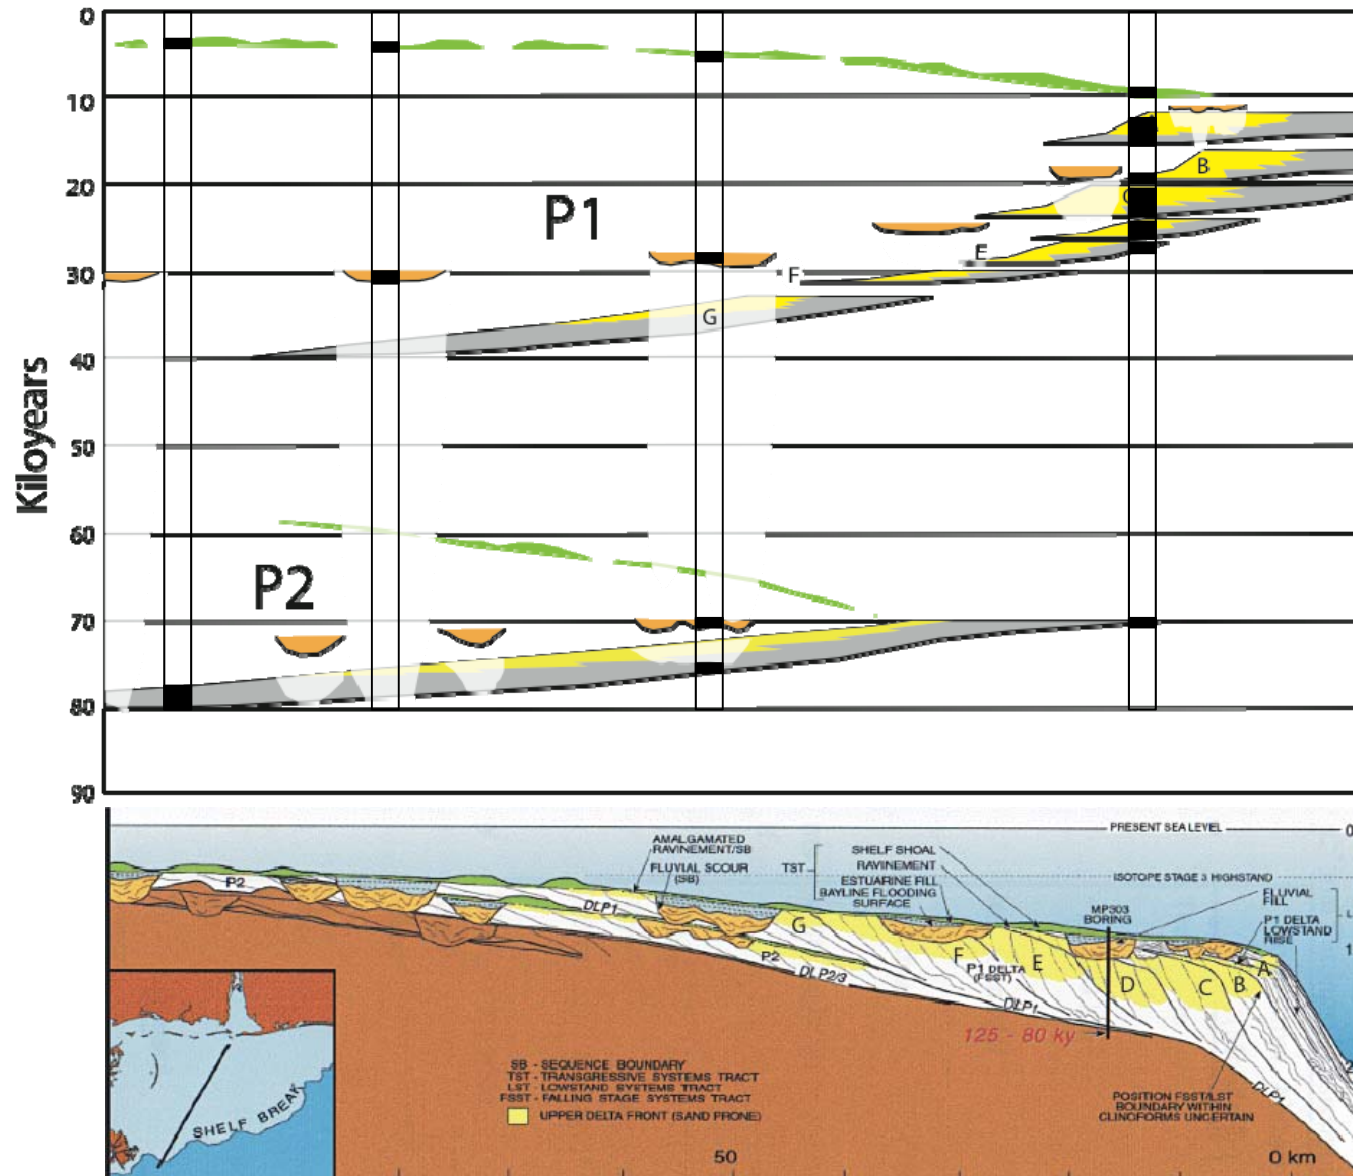 0
10
20
30
40
50
60
70
80
90
Kiloyears
P1
P2
B
E
F
G
PRESENT SEA LEVEL
0
AMALGAMATED
RAVINEMENT/SB
FLUVIAL SCOUR
(SB)
TST
SHELF SHOAL
RAVINEMENT
ESTUARINE FILL
BAYLINE FLOODING
SURFACE
ISOTOPE STAGE 3 HIGHSTAND
MP303
BORING
FLUVIAL
FILL
P1 DELTA
LOWSTAND
RISE
L
1
P2
DLP1
G
F
P1 DELTA
(FSST)
E
D
C
B
A
P2
DLP2/3
DLP1
125 - 80 ky
2
DLP1
SB - SEQUENCE BOUNDARY
TST - TRANSGRESSIVE SYSTEMS TRACT
LST - LOWSTAND SYSTEMS TRACT
FSST - FALLING STAGE SYSTEMS TRACT
UPPER DELTA FRONT (SAND PRONE)
POSITION FSST/LST
BOUNDARY WITHIN
CLINOFORMS UNCERTAIN
SHELF BREAK
50
0 km